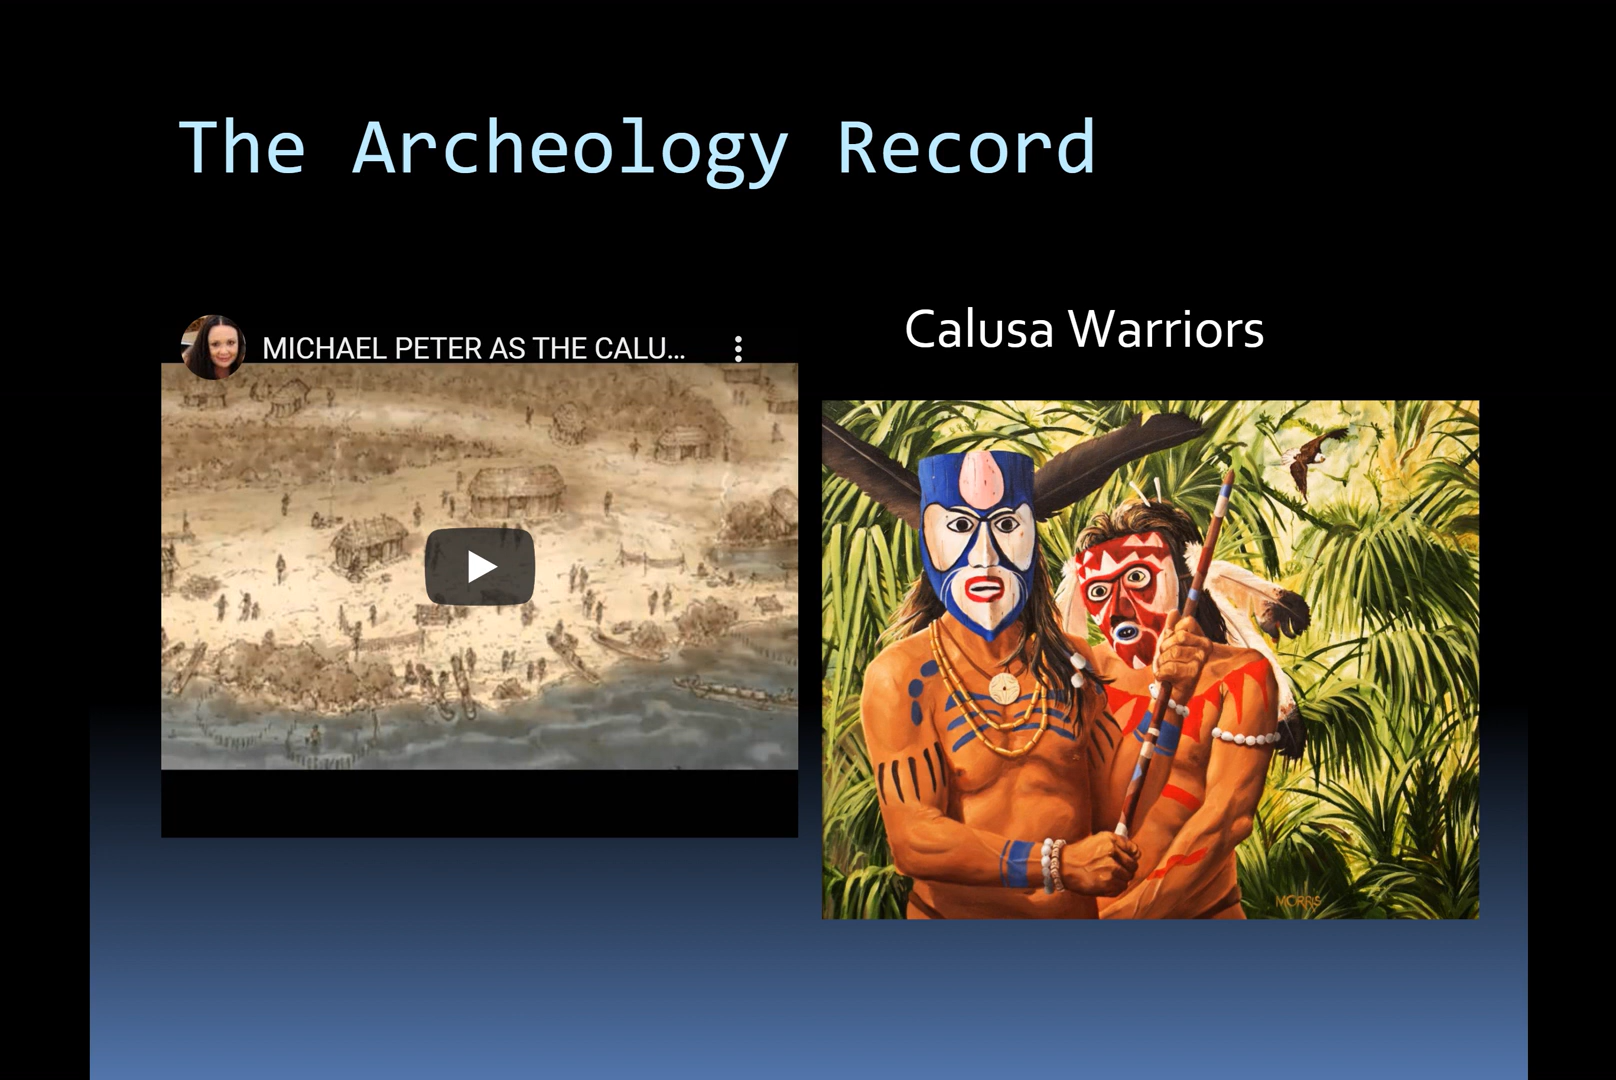 The Archeology Record
MICHAEL PETER AS THE CALU...
Calusa Warriors
MORRIS